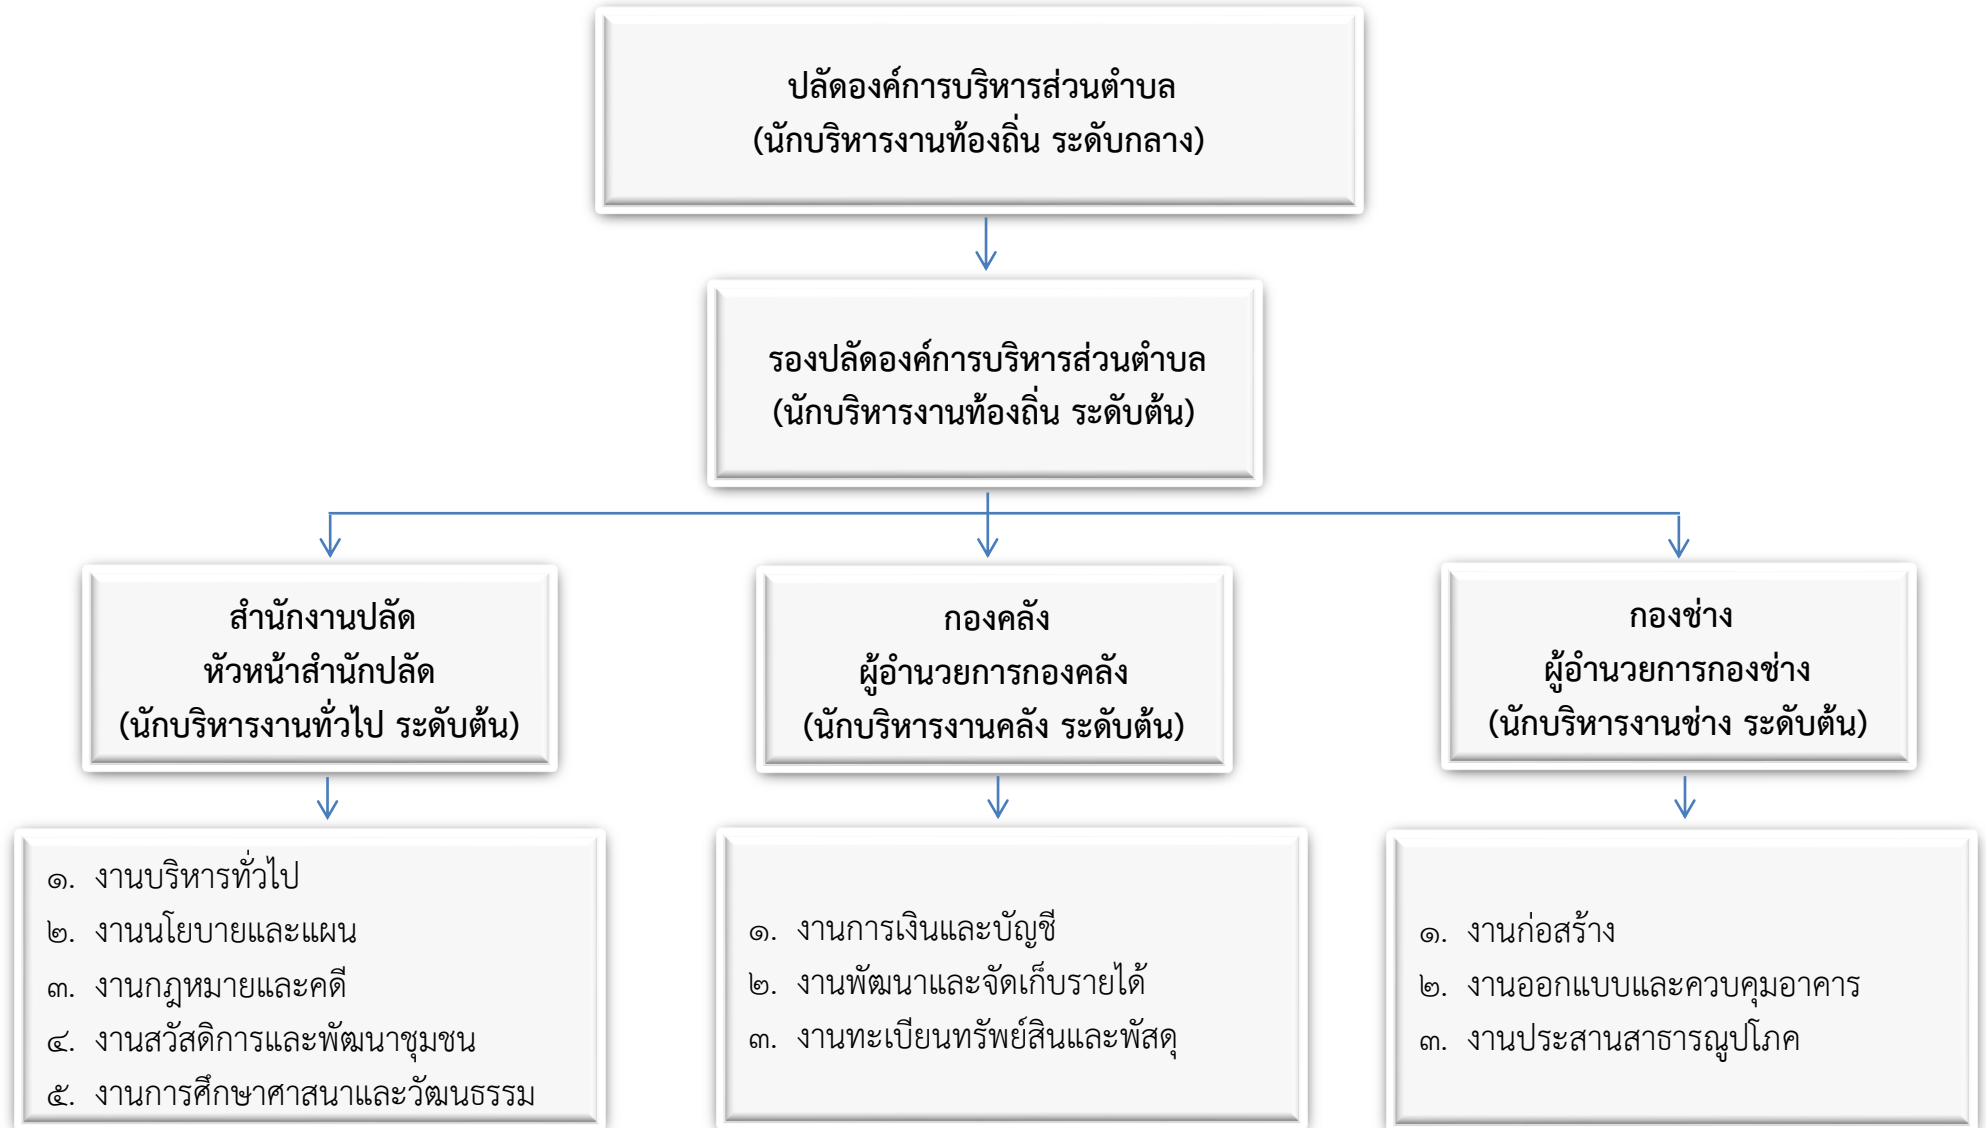 ปลัดองค์การบริหารส่วนตำบล
(นักบริหารงานท้องถิ่น ระดับกลาง)
รองปลัดองค์การบริหารส่วนตำบล
(นักบริหารงานท้องถิ่น ระดับต้น)
สำนักงานปลัด
หัวหน้าสำนักปลัด
(นักบริหารงานทั่วไป ระดับต้น)
กองคลัง
ผู้อำนวยการกองคลัง
(นักบริหารงานคลัง ระดับต้น)
กองช่าง
ผู้อำนวยการกองช่าง
(นักบริหารงานช่าง ระดับต้น)
๑. งานบริหารทั่วไป
๒. งานนโยบายและแผน
๓. งานกฎหมายและคดี
๔. งานสวัสดิการและพัฒนาชุมชน
๕. งานการศึกษาศาสนาและวัฒนธรรม
๑. งานการเงินและบัญชี
๒. งานพัฒนาและจัดเก็บรายได้
๓. งานทะเบียนทรัพย์สินและพัสดุ
๑. งานก่อสร้าง
๒. งานออกแบบและควบคุมอาคาร
๓. งานประสานสาธารณูปโภค